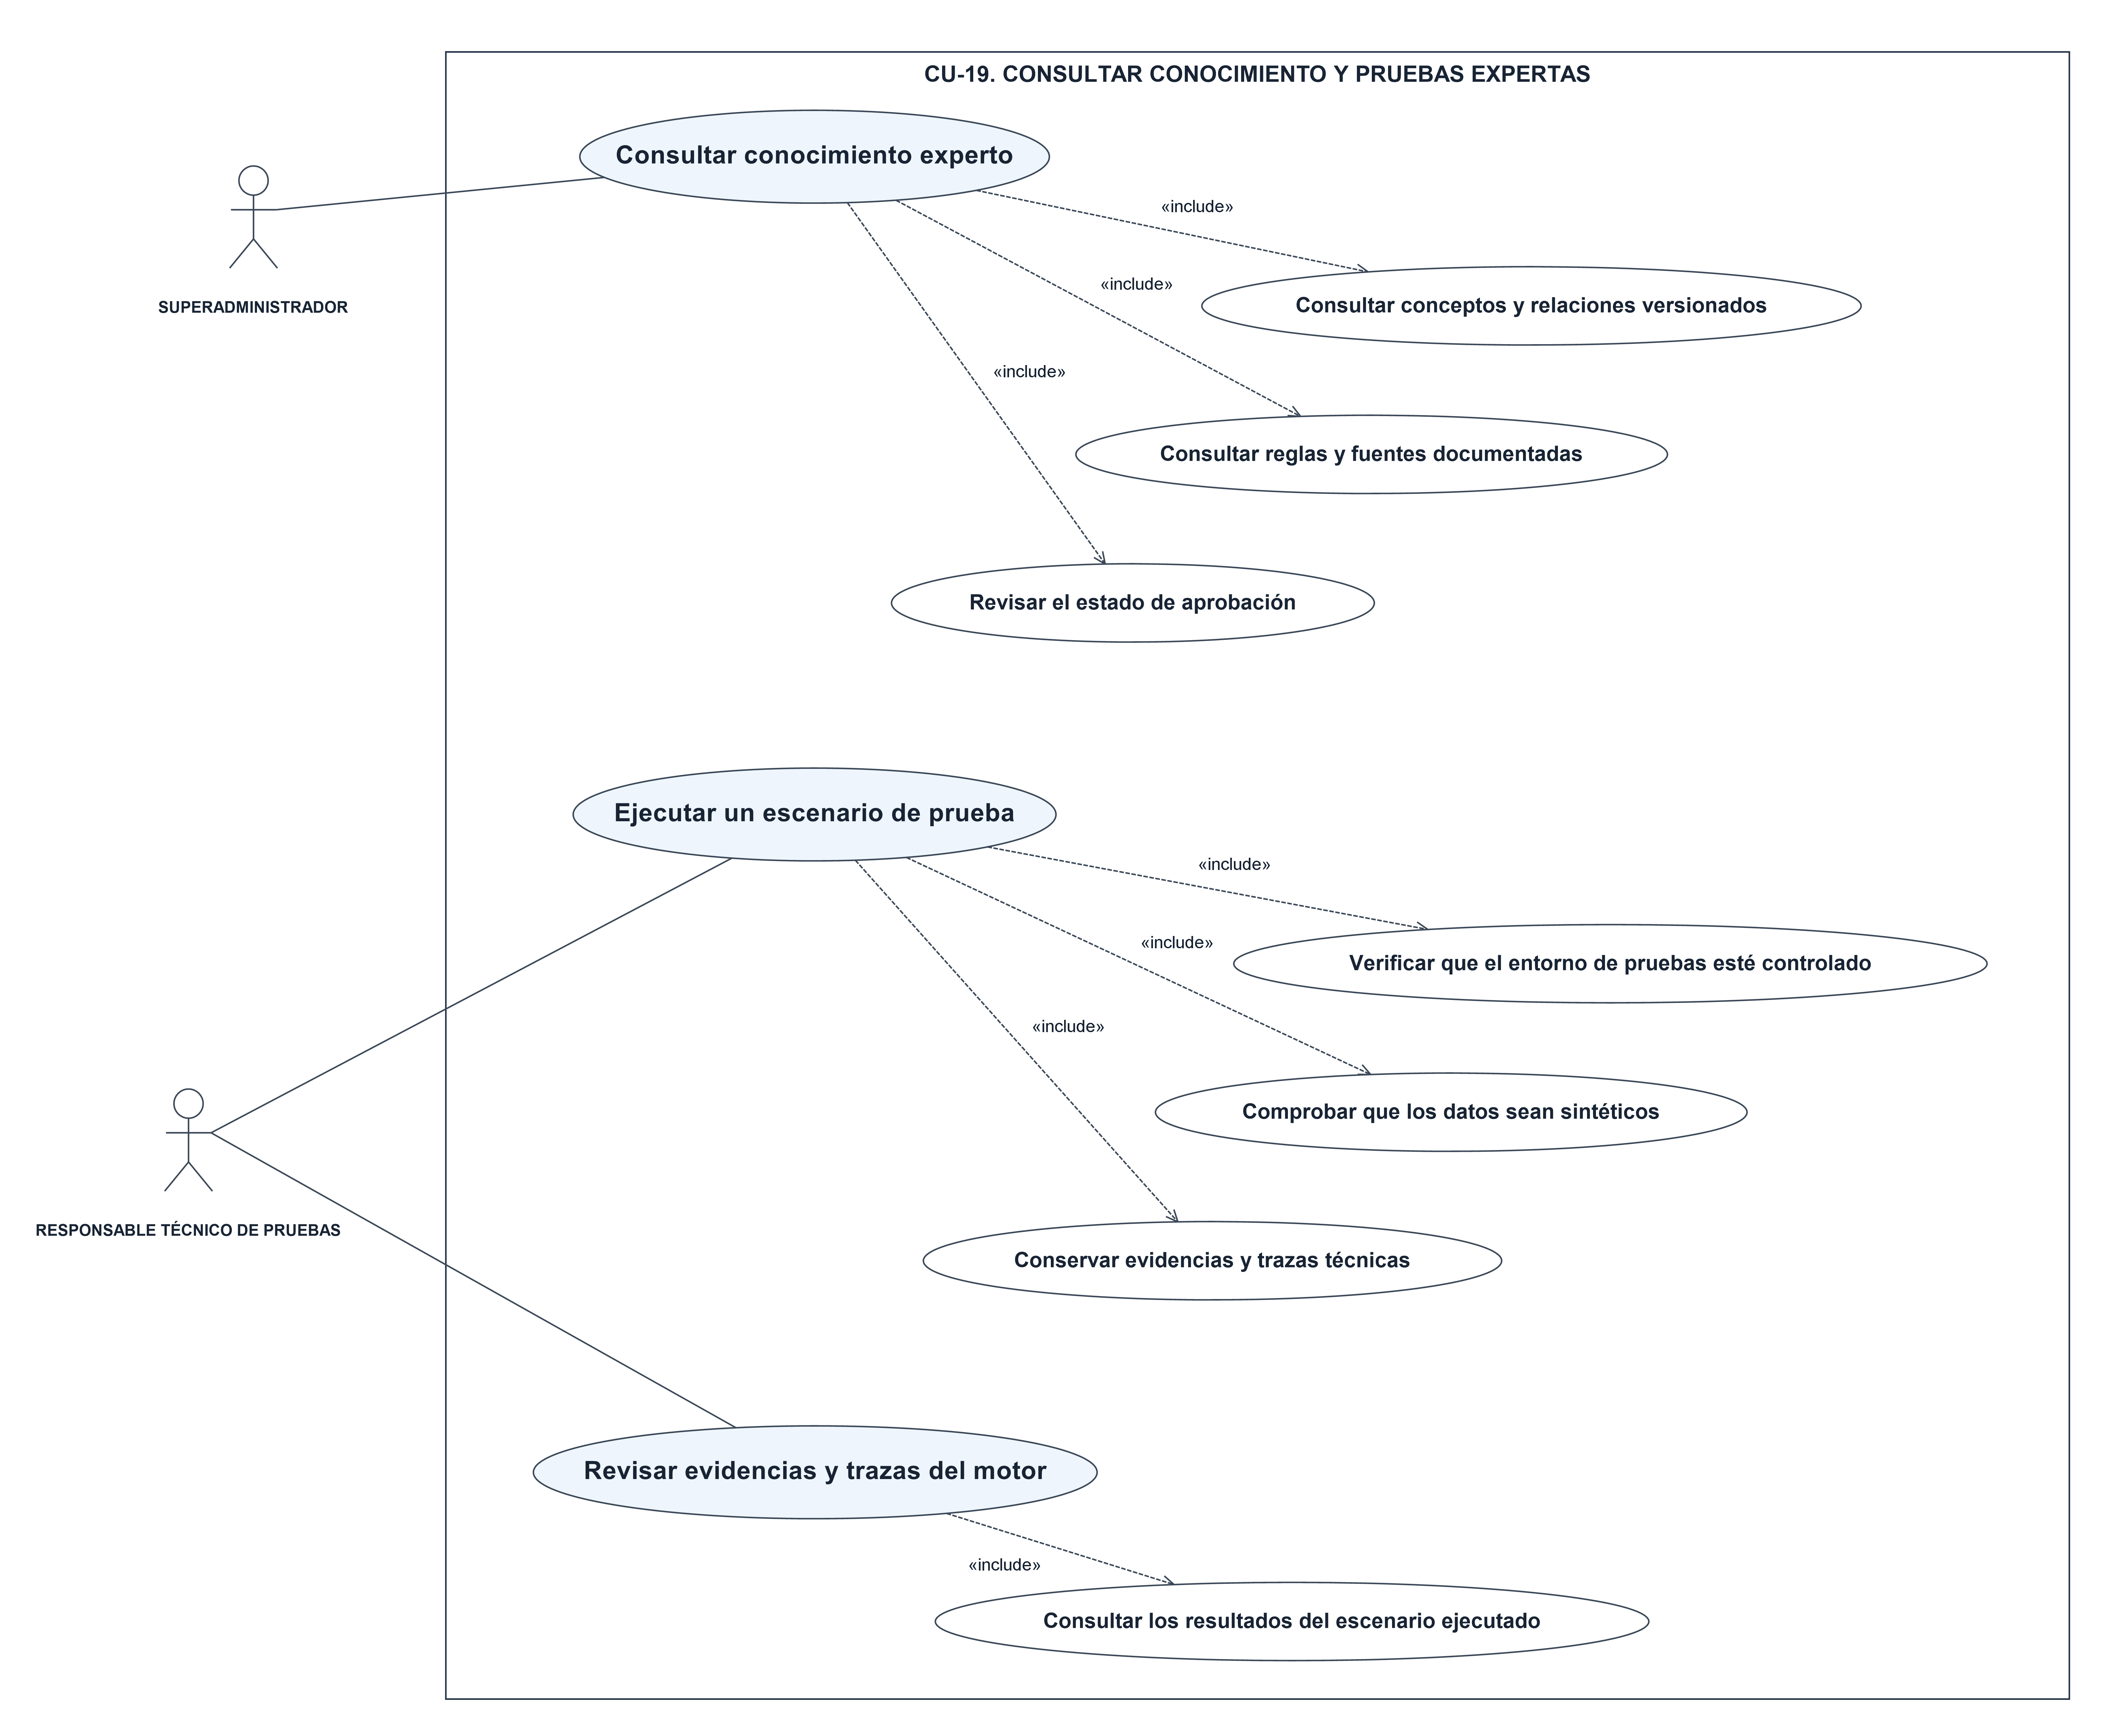 CU-19. CONSULTAR CONOCIMIENTO Y PRUEBAS EXPERTAS
Consultar conocimiento experto
SUPERADMINISTRADOR
«include»
Consultar conceptos y relaciones versionados
«include»
Consultar reglas y fuentes documentadas
«include»
Revisar el estado de aprobación
Ejecutar un escenario de prueba
«include»
Verificar que el entorno de pruebas esté controlado
«include»
Comprobar que los datos sean sintéticos
«include»
Conservar evidencias y trazas técnicas
RESPONSABLE TÉCNICO DE PRUEBAS
Revisar evidencias y trazas del motor
«include»
Consultar los resultados del escenario ejecutado